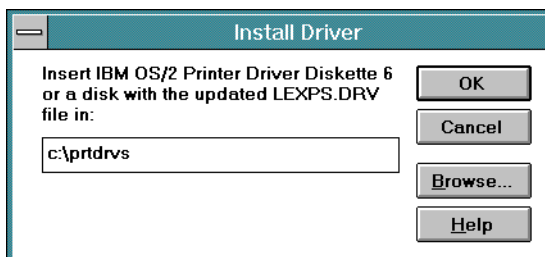 Install Driver
Insert IBM OS/2 Printer Driver Diskette 6
or a disk with the updated LEXPS.DRV
file in:
c:\prtdrvs
OK
Cancel
Browse...
Help